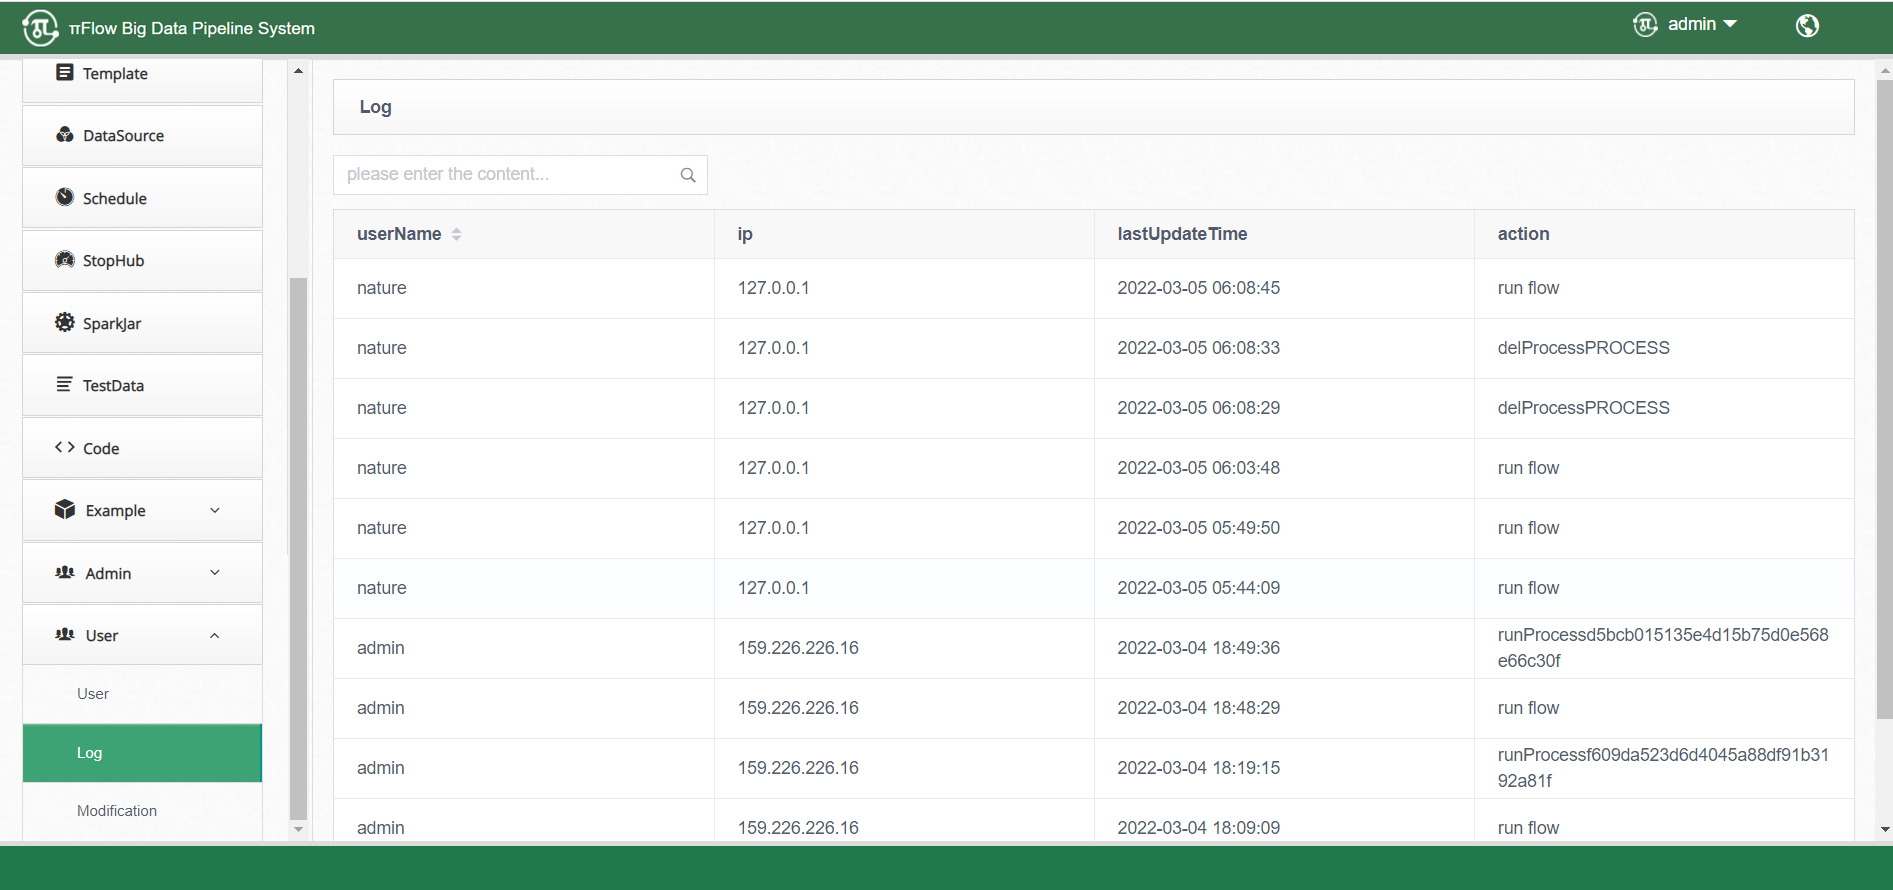 πFlow Big Data Pipeline System
admin
Template
DataSource
Schedule
StopHub
SparkJar
TestData
Code
Example
Admin
User
User
Log
Modification
Log
please enter the content...
userName ip lastUpdateTime action
nature 127.0.0.1 2022-03-05 06:08:45 run flow
nature 127.0.0.1 2022-03-05 06:08:33 delProcessPROCESS
nature 127.0.0.1 2022-03-05 06:08:29 delProcessPROCESS
nature 127.0.0.1 2022-03-05 06:03:48 run flow
nature 127.0.0.1 2022-03-05 05:49:50 run flow
nature 127.0.0.1 2022-03-05 05:44:09 run flow
admin 159.226.226.16 2022-03-04 18:49:36 runProcessd5bcb015135e4d15b75d0e568
e66c30f
admin 159.226.226.16 2022-03-04 18:48:29 run flow
admin 159.226.226.16 2022-03-04 18:19:15 runProcessf609da523d6d4045a88df91b31
92a81f
admin 159.226.226.16 2022-03-04 18:09:09 run flow